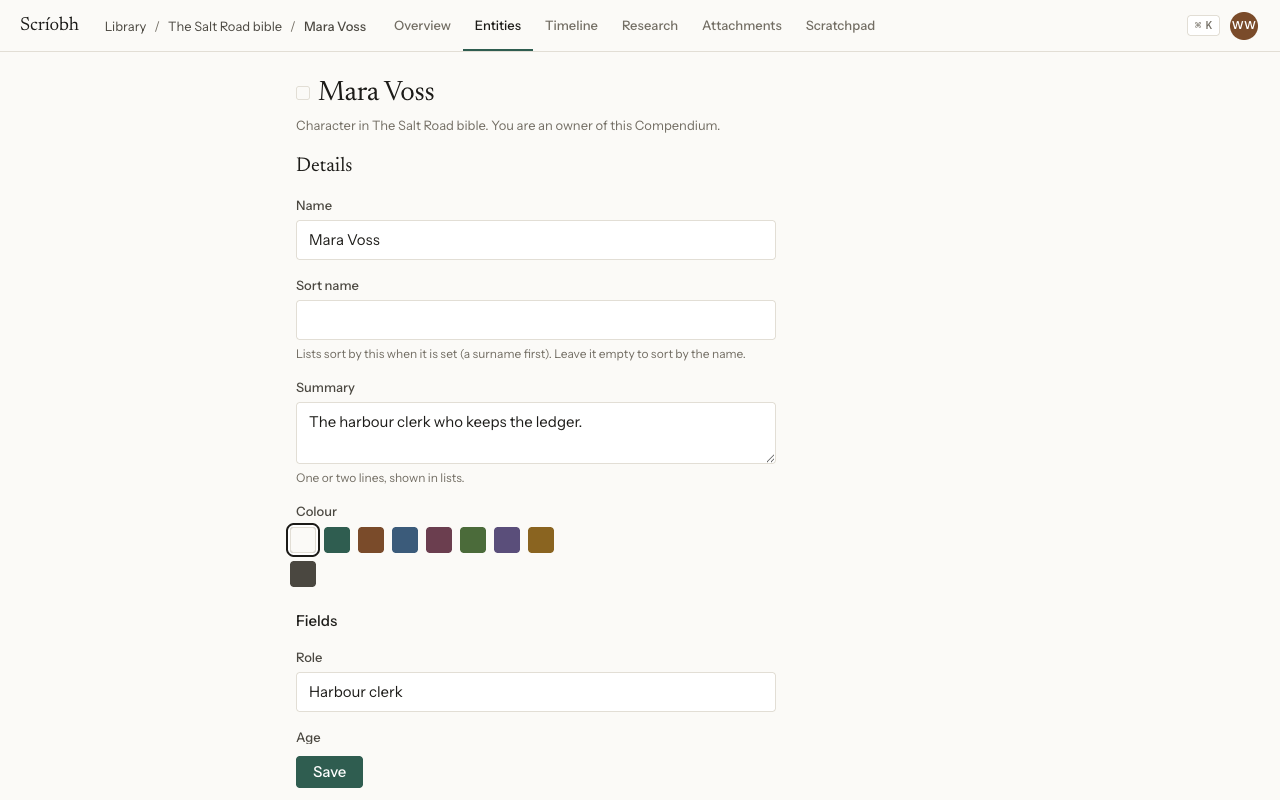 Scríobh
Library / The Salt Road bible / Mara Voss
Overview
Entities
Timeline
Research
Attachments
Scratchpad
⌘ K
WW
Mara Voss
Character in The Salt Road bible. You are an owner of this Compendium.
Details
Name
Mara Voss
Sort name
Lists sort by this when it is set (a surname first). Leave it empty to sort by the name.
Summary
The harbour clerk who keeps the ledger.
One or two lines, shown in lists.
Colour
Fields
Role
Harbour clerk
Age
Save